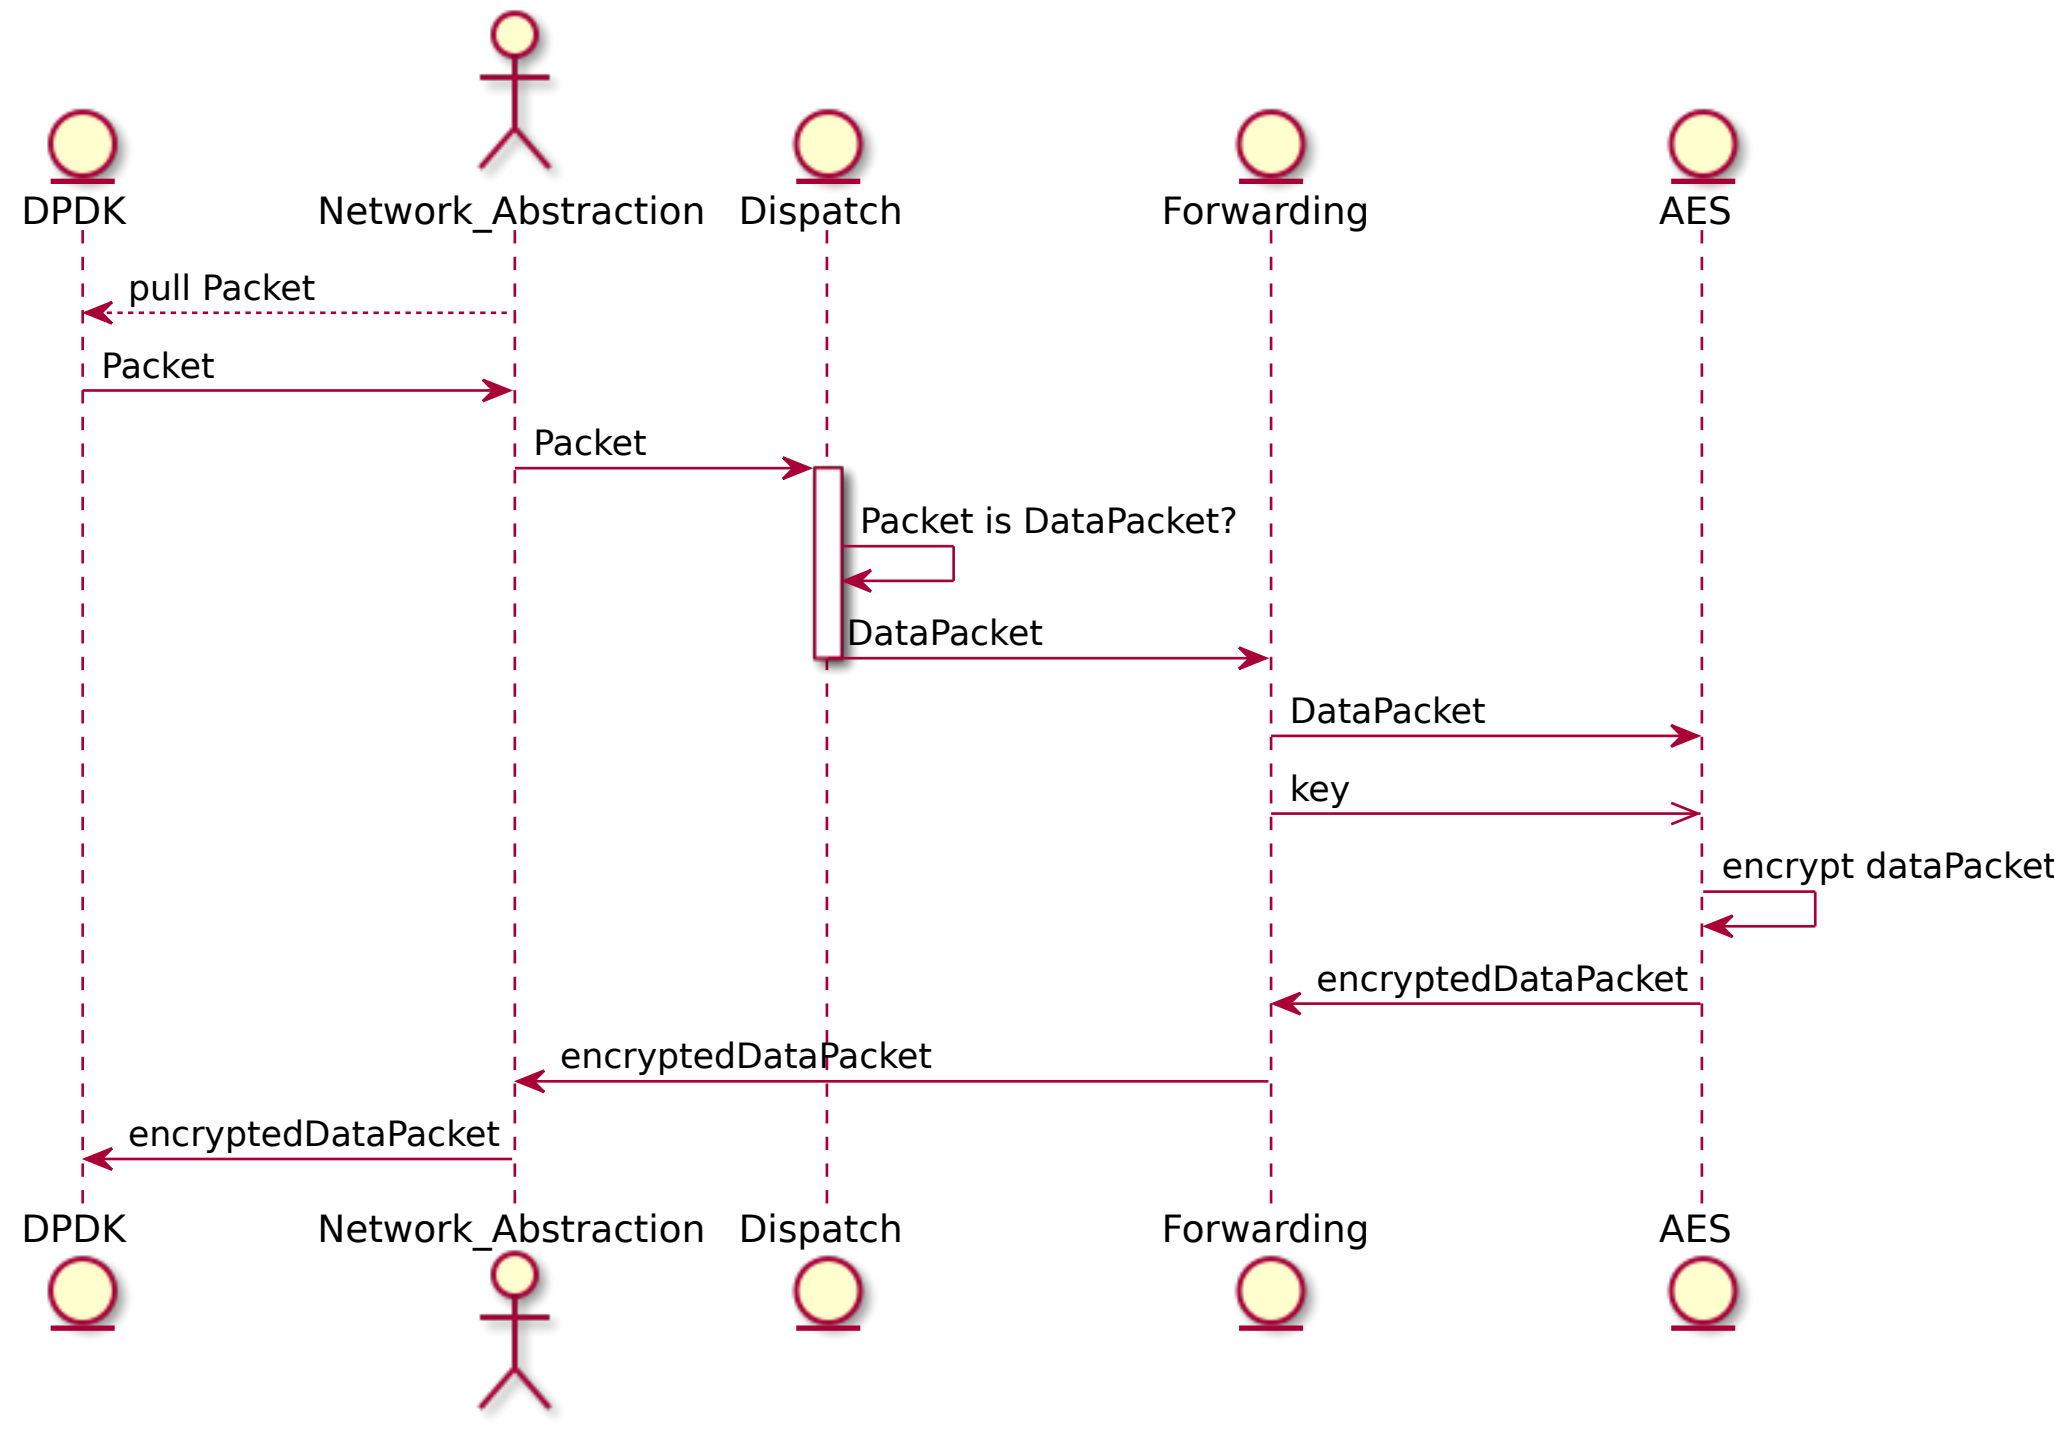 DPDK Network_Abstraction Dispatch Forwarding AES
pull Packet
Packet
Packet
Packet is DataPacket?
DataPacket
DataPacket
key
encrypt dataPacket
encryptedDataPacket
encryptedDataPacket
encryptedDataPacket
DPDK Network_Abstraction Dispatch Forwarding AES